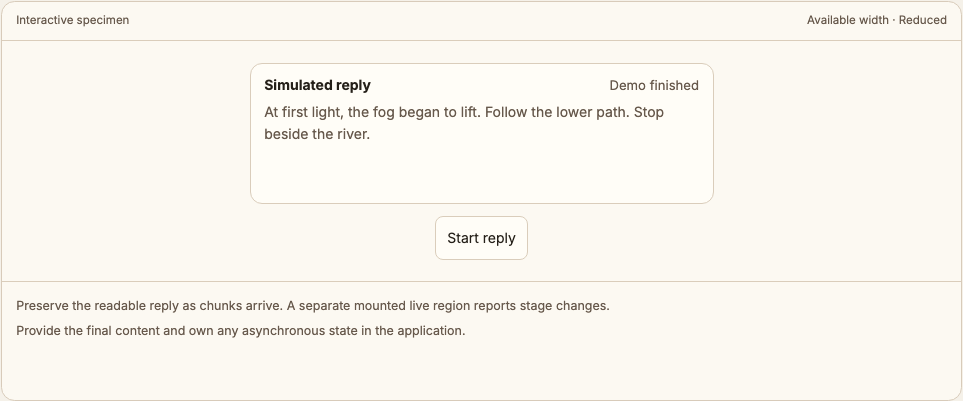 Interactive specimen
Available width · Reduced
Simulated reply
Demo finished
At first light, the fog began to lift. Follow the lower path. Stop
beside the river.
Start reply
Preserve the readable reply as chunks arrive. A separate mounted live region reports stage changes.
Provide the final content and own any asynchronous state in the application.